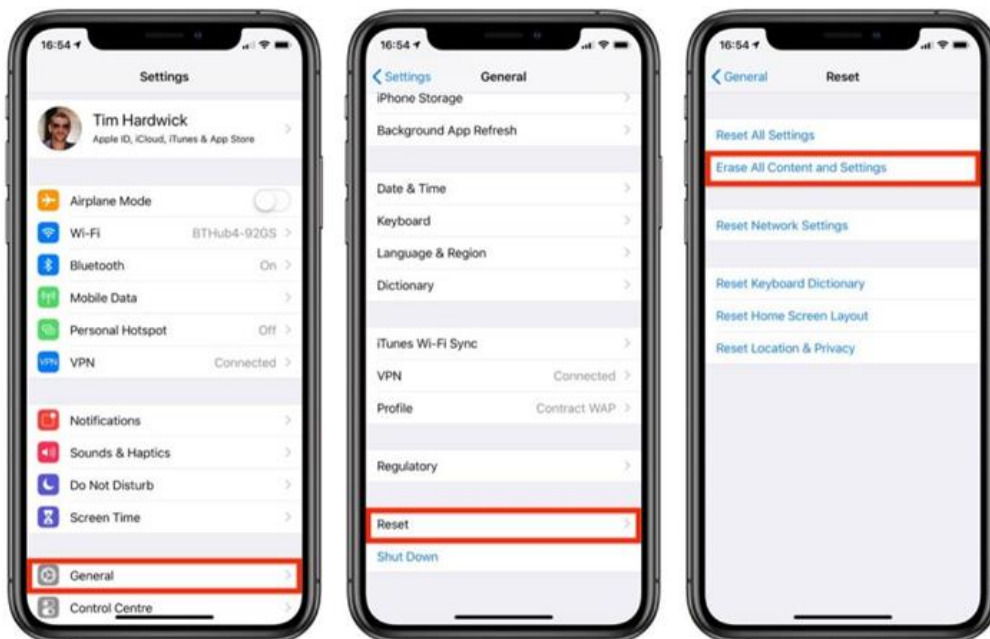 16:54
Settings
Tim Hardwick
Apple ID, iCloud, iTunes & App Store
Airplane Mode
Wi-Fi BTHub4-92GS
Bluetooth On
Mobile Data
Personal Hotspot Off
VPN VPN Connected
Notifications
Sounds & Haptics
Do Not Disturb
Screen Time
General
Control Centre
16:54
Settings General
iPhone Storage
Background App Refresh
Date & Time
Keyboard
Language & Region
Dictionary
iTunes Wi-Fi Sync
VPN Connected
Profile Contract WAP
Regulatory
Reset
Shut Down
16:54
General Reset
Reset All Settings
Erase All Content and Settings
Reset Network Settings
Reset Keyboard Dictionary
Reset Home Screen Layout
Reset Location & Privacy